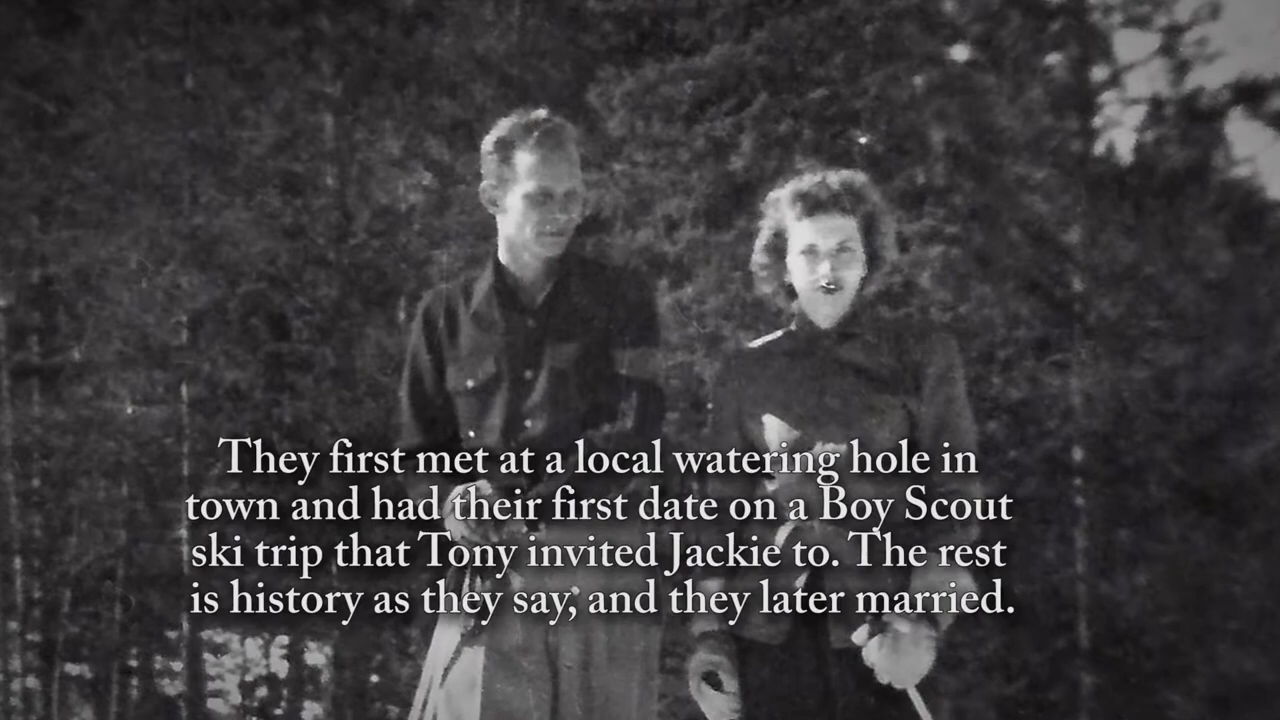 They first met at a local watering hole in
town and had their first date on a Boy Scout
ski trip that Tony invited Jackie to. The rest
is history as they say, and they later married.